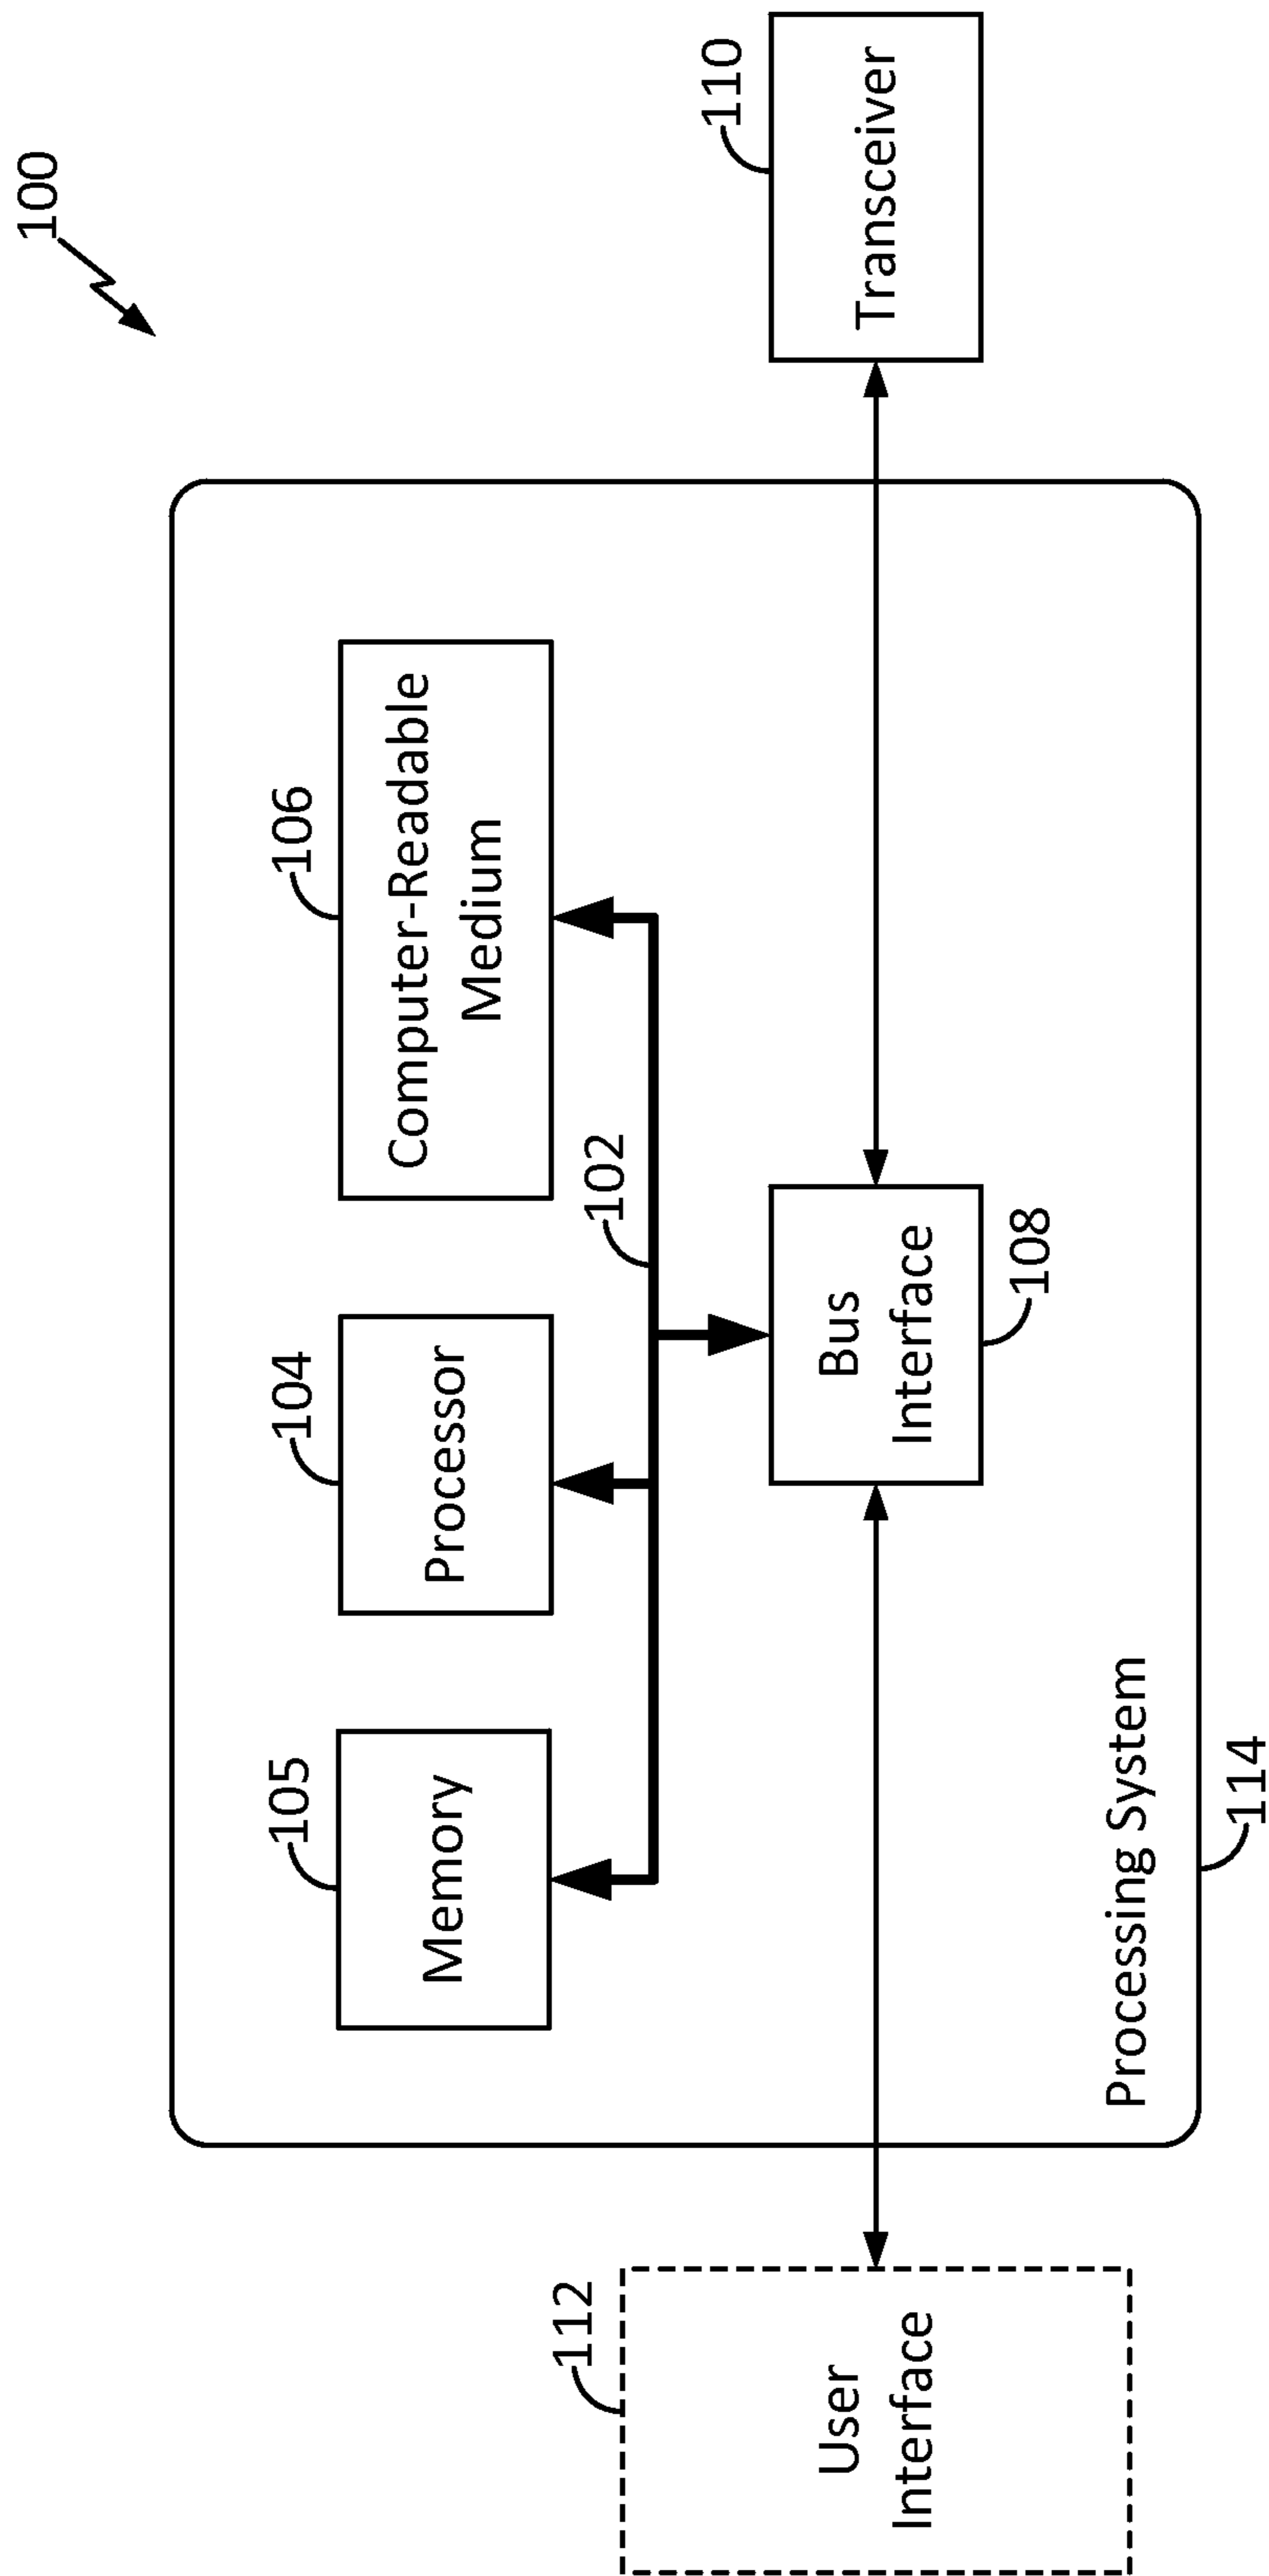 100
105
Memory
104
Processor
106
Computer-Readable
Medium
102
112
User
Interface
Bus
Interface
108
110
Transceiver
Processing System
114